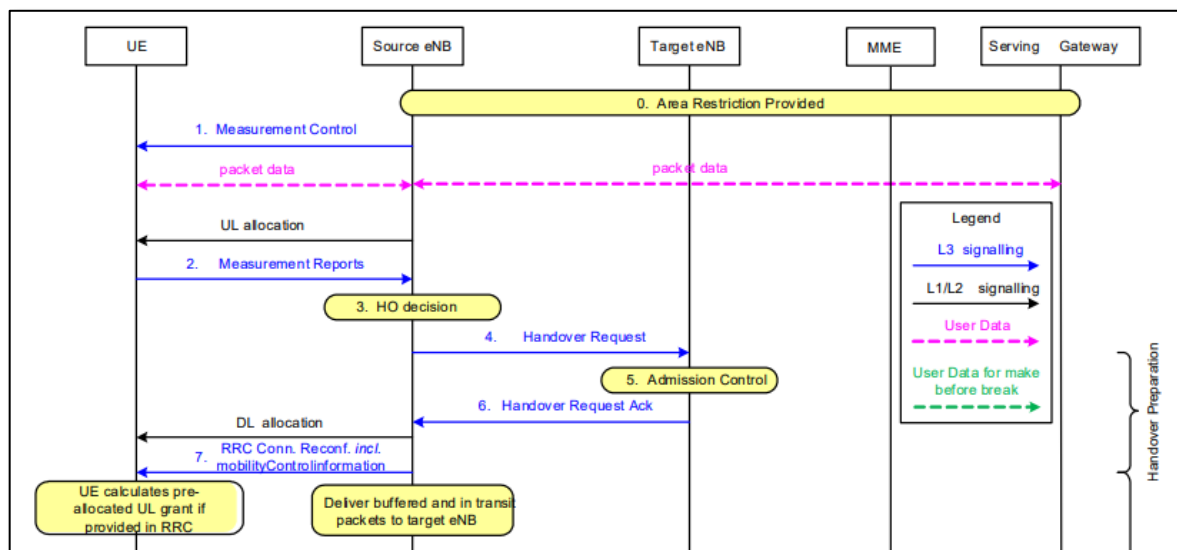 UE
Source eNB
Target eNB
MME
Serving Gateway
0. Area Restriction Provided
1. Measurement Control
packet data
packet data
UL allocation
Legend
L3 signalling
L1/L2 signalling
User Data
User Data for make
before break
2. Measurement Reports
3. HO decision
4. Handover Request
5. Admission Control
6. Handover Request Ack
DL allocation
7. RRC Conn. Reconf. incl.
mobilityControlinformation
UE calculates pre-
allocated UL grant if
provided in RRC
Deliver buffered and in transit
packets to target eNB
Handover Preparation